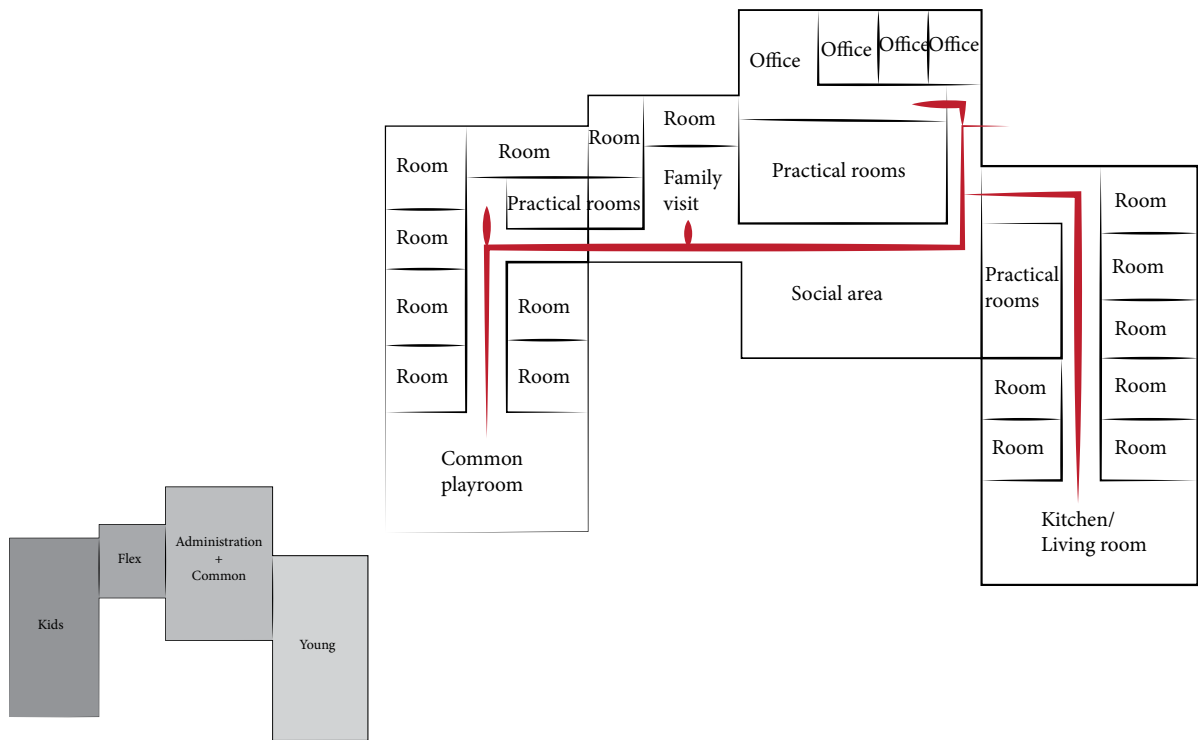 Office
Office
Office
Office
Room
Room
Room
Room
Practical rooms
Family
visit
Practical rooms
Room
Room
Room
Room
Room
Room
Social area
Practical
rooms
Room
Room
Room
Room
Room
Room
Room
Room
Common
playroom
Kitchen/
Living room
Administration
+
Common
Flex
Kids
Young